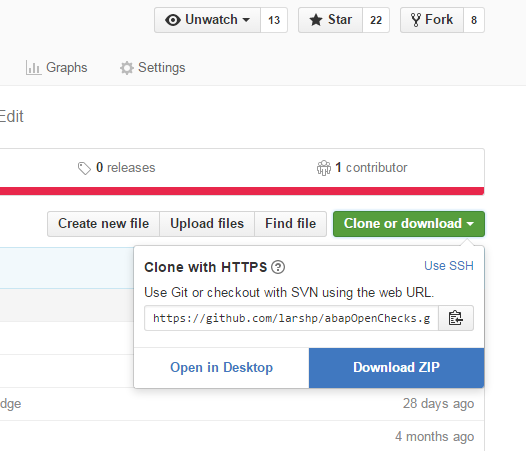 Unwatch 13 Star 22 Fork 8
Graphs Settings
Edit
0 releases 1 contributor
Create new file Upload files Find file Clone or download
Clone with HTTPS ? Use SSH
Use Git or checkout with SVN using the web URL.
https://github.com/larshp/abapOpenChecks.g
Open in Desktop Download ZIP
dge 28 days ago
4 months ago